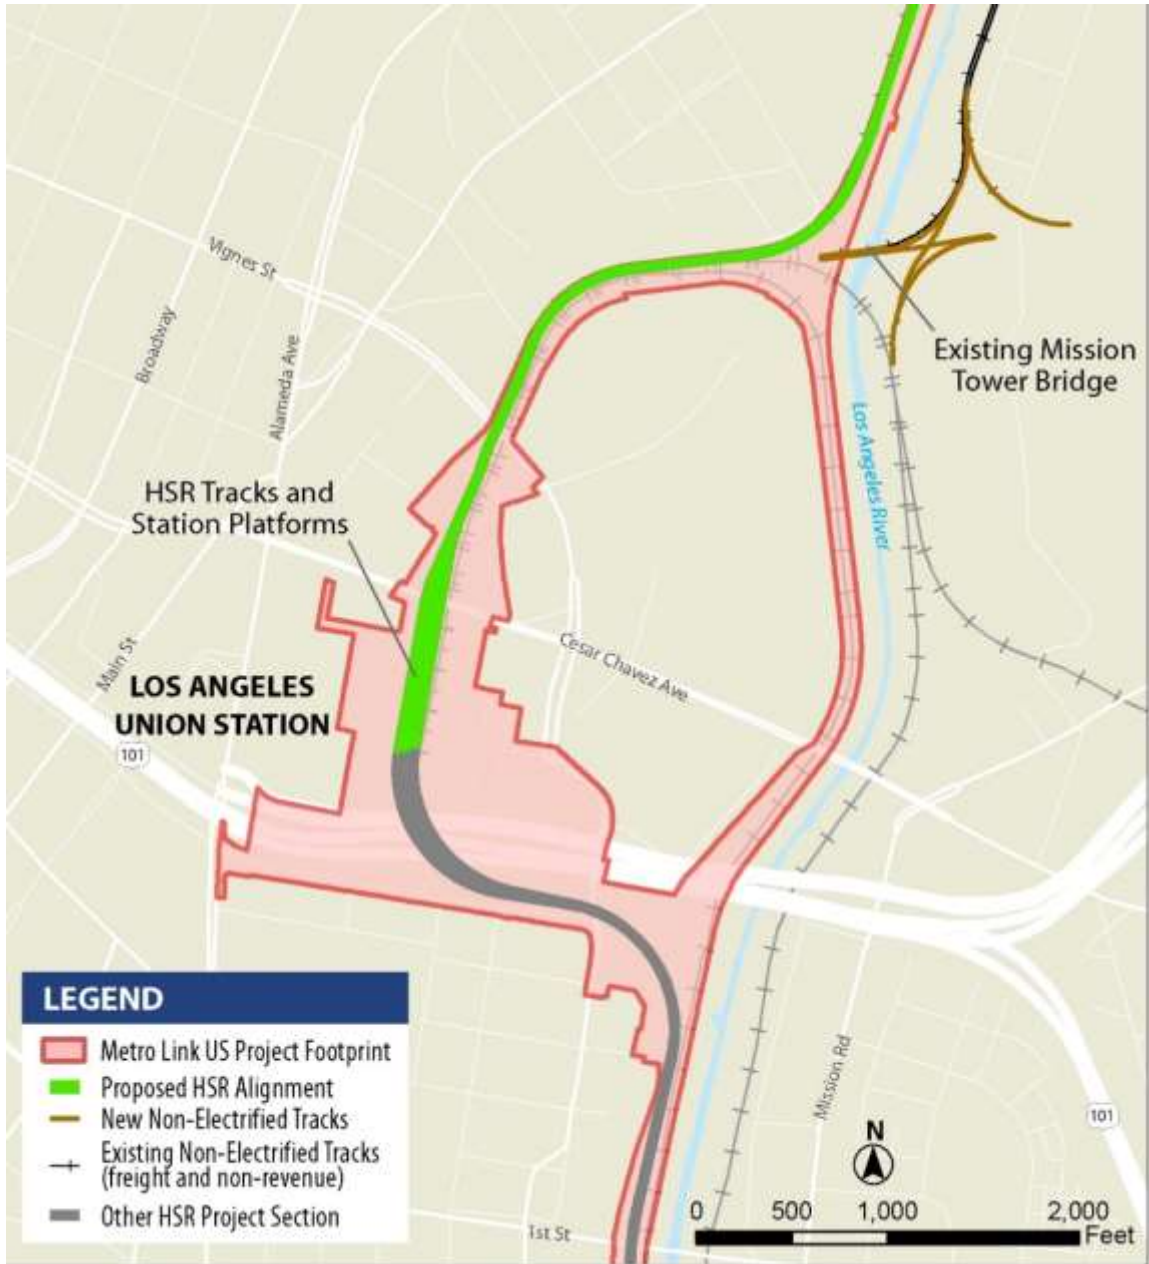 Vignes St
Broadway
Alameda Ave
Existing Mission
Tower Bridge
Los Angeles River
HSR Tracks and
Station Platforms
Cesar Chavez Ave
Main St
LOS ANGELES
UNION STATION
101
LEGEND
Metro Link US Project Footprint
Proposed HSR Alignment
New Non-Electrified Tracks
Existing Non-Electrified Tracks
(freight and non-revenue)
Other HSR Project Section
Mission Rd
101
N
0 500 1,000 2,000
Feet
1st St